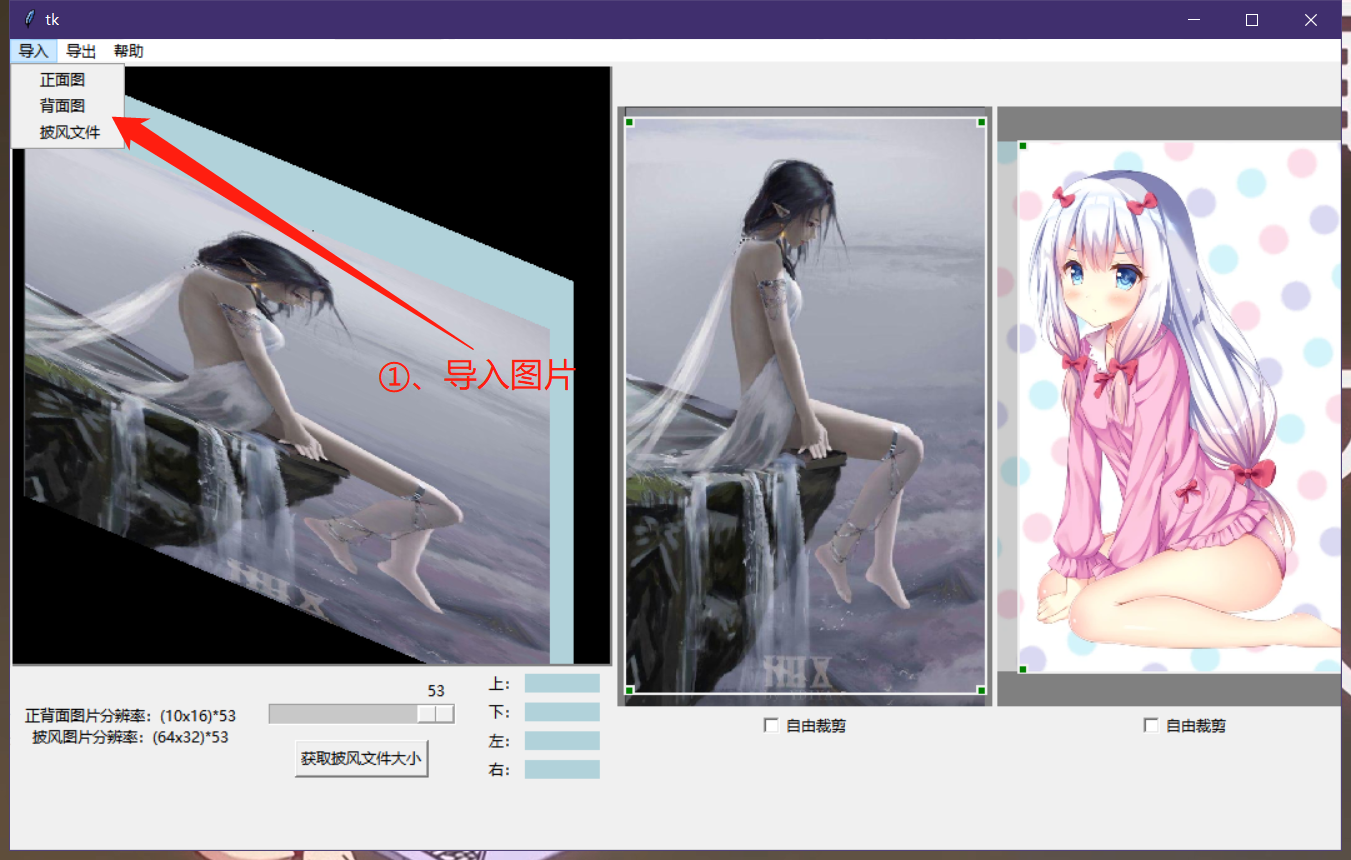 tk
导入 导出 帮助
正面图
背面图
披风文件
①、导入图片
正背面图片分辨率：(10x16)*53
披风图片分辨率：(64x32)*53
53
获取披风文件大小
上：
下：
左：
右：
自由裁剪
自由裁剪